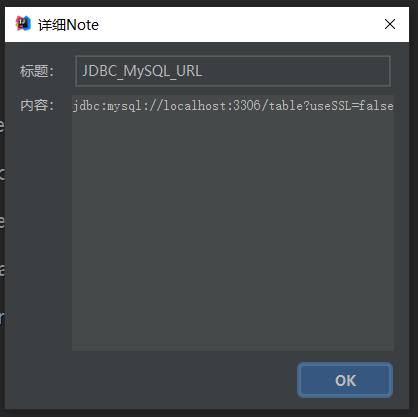 详细Note
标题： JDBC_MySQL_URL
内容： jdbc:mysql://localhost:3306/table?useSSL=false
OK